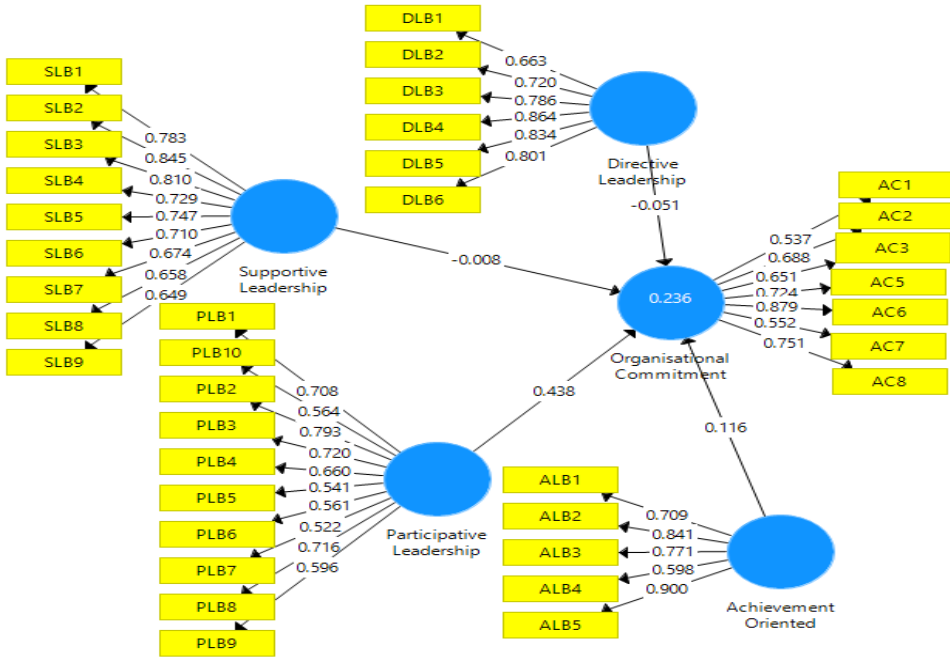 DLB1
DLB2
DLB3
DLB4
DLB5
DLB6
0.663
0.720
0.786
0.864
0.834
0.801
Directive
Leadership
-0.051
SLB1
SLB2
SLB3
SLB4
SLB5
SLB6
SLB7
SLB8
SLB9
0.783
0.845
0.810
0.729
0.747
0.710
0.674
0.658
0.649
Supportive
Leadership
-0.008
AC1
AC2
AC3
AC5
AC6
AC7
AC8
0.537
0.688
0.651
0.724
0.879
0.552
0.751
0.236
Organisational
Commitment
PLB1
PLB10
PLB2
PLB3
PLB4
PLB5
PLB6
PLB7
PLB8
PLB9
0.708
0.564
0.793
0.720
0.660
0.541
0.561
0.522
0.716
0.596
Participative
Leadership
0.438
0.116
ALB1
ALB2
ALB3
ALB4
ALB5
0.709
0.841
0.771
0.598
0.900
Achievement
Oriented